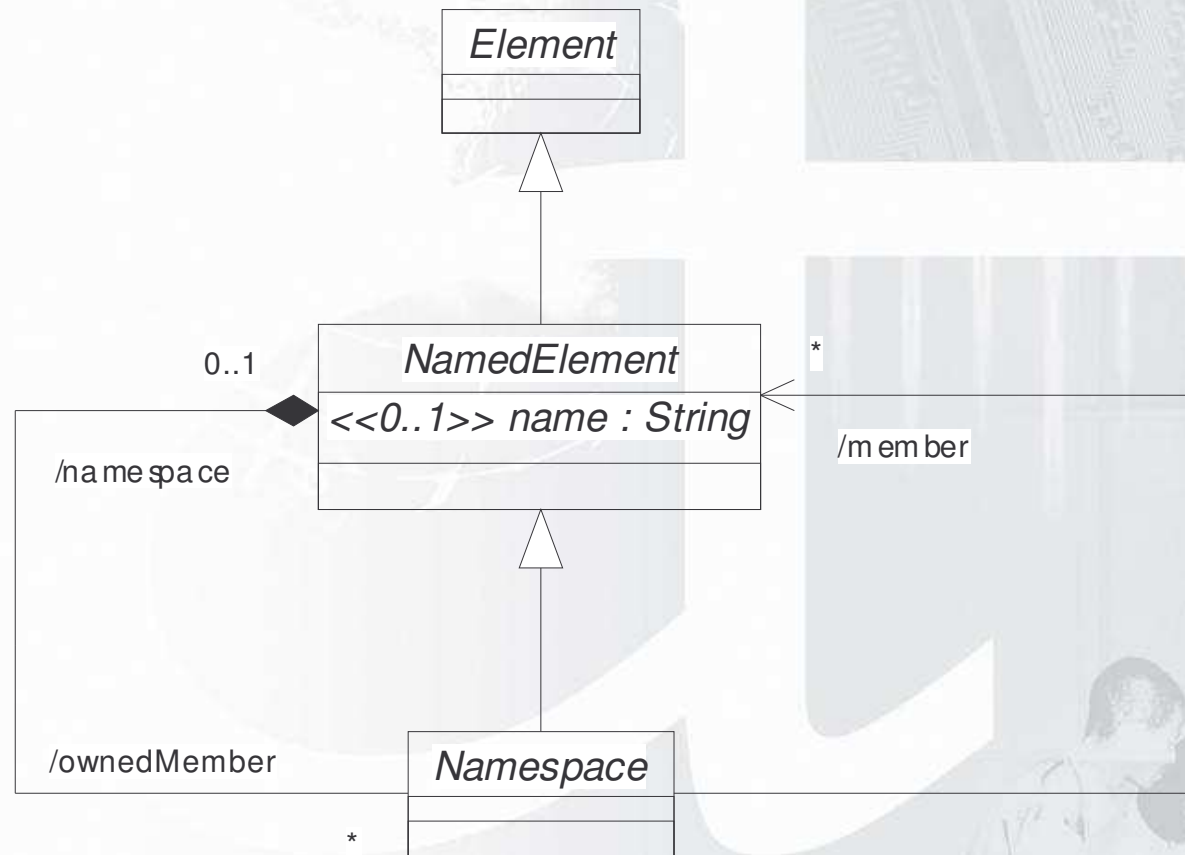 Element
0..1
NamedElement
*
<<0..1>> name : String
/namespace
/member
/ownedMember
Namespace
*